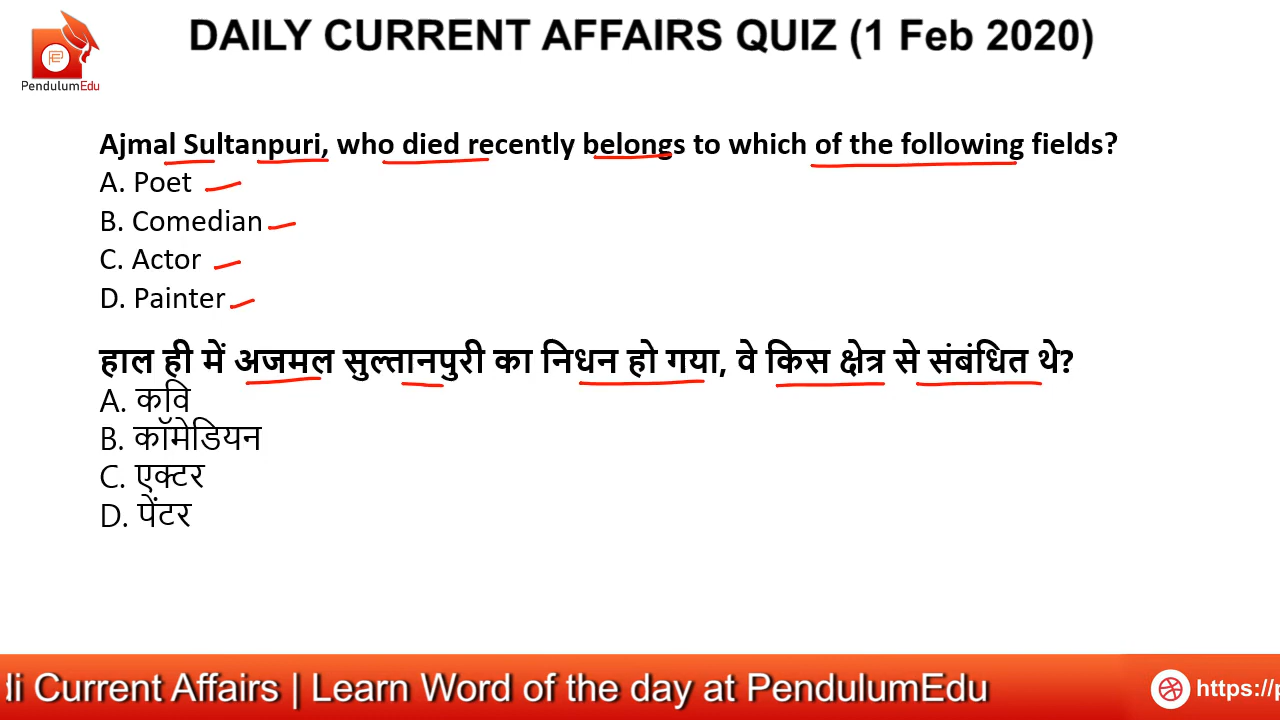 DAILY CURRENT AFFAIRS QUIZ (1 Feb 2020)
PendulumEdu
Ajmal Sultanpuri, who died recently belongs to which of the following fields?
A. Poet
B. Comedian
C. Actor
D. Painter
हाल ही में अजमल सुल्तानपुरी का निधन हो गया, वे किस क्षेत्र से संबंधित थे?
A. कवि
B. कॉमेडियन
C. एक्टर
D. पेंटर
di Current Affairs | Learn Word of the day at PendulumEdu
https://p